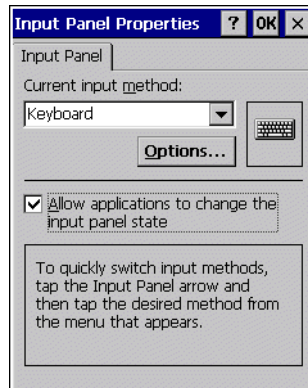 Input Panel Properties ? OK ×
Input Panel
Current input method:
Keyboard
Options...
Allow applications to change the
input panel state
To quickly switch input methods,
tap the Input Panel arrow and
then tap the desired method from
the menu that appears.